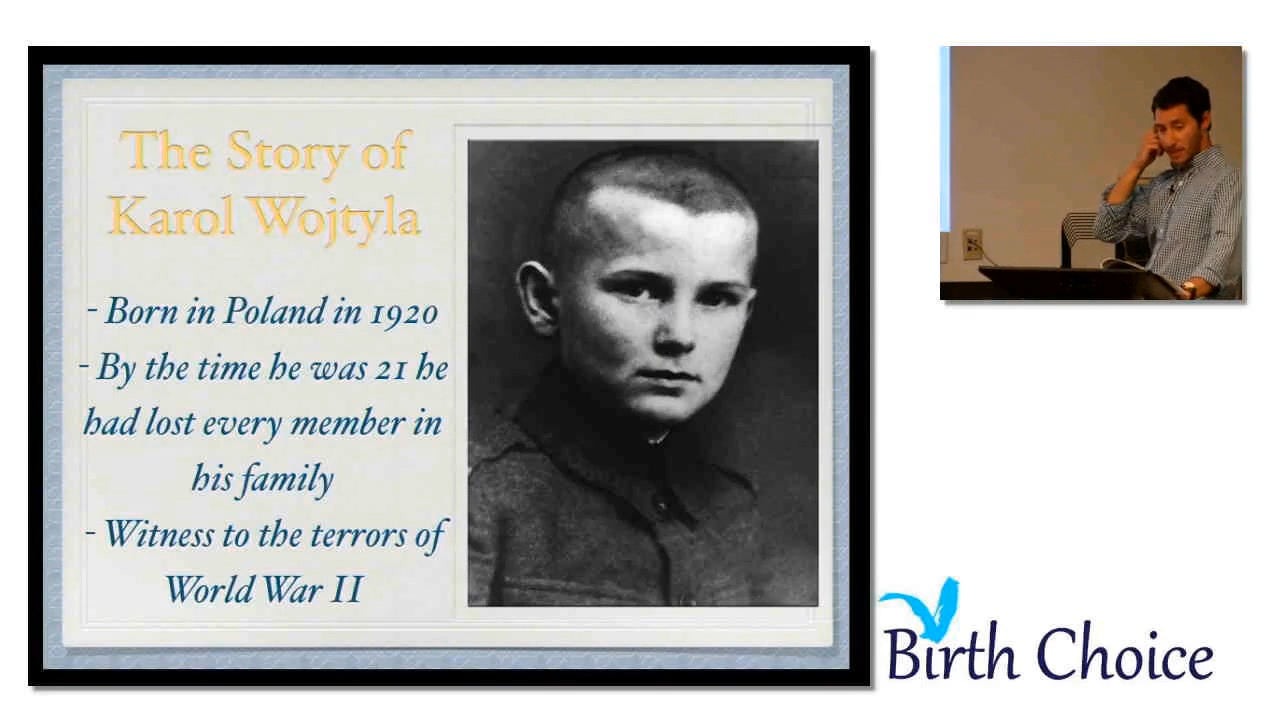 The Story of
Karol Wojtyla
- Born in Poland in 1920
- By the time he was 21 he
had lost every member in
his family
- Witness to the terrors of
World War II
Birth Choice